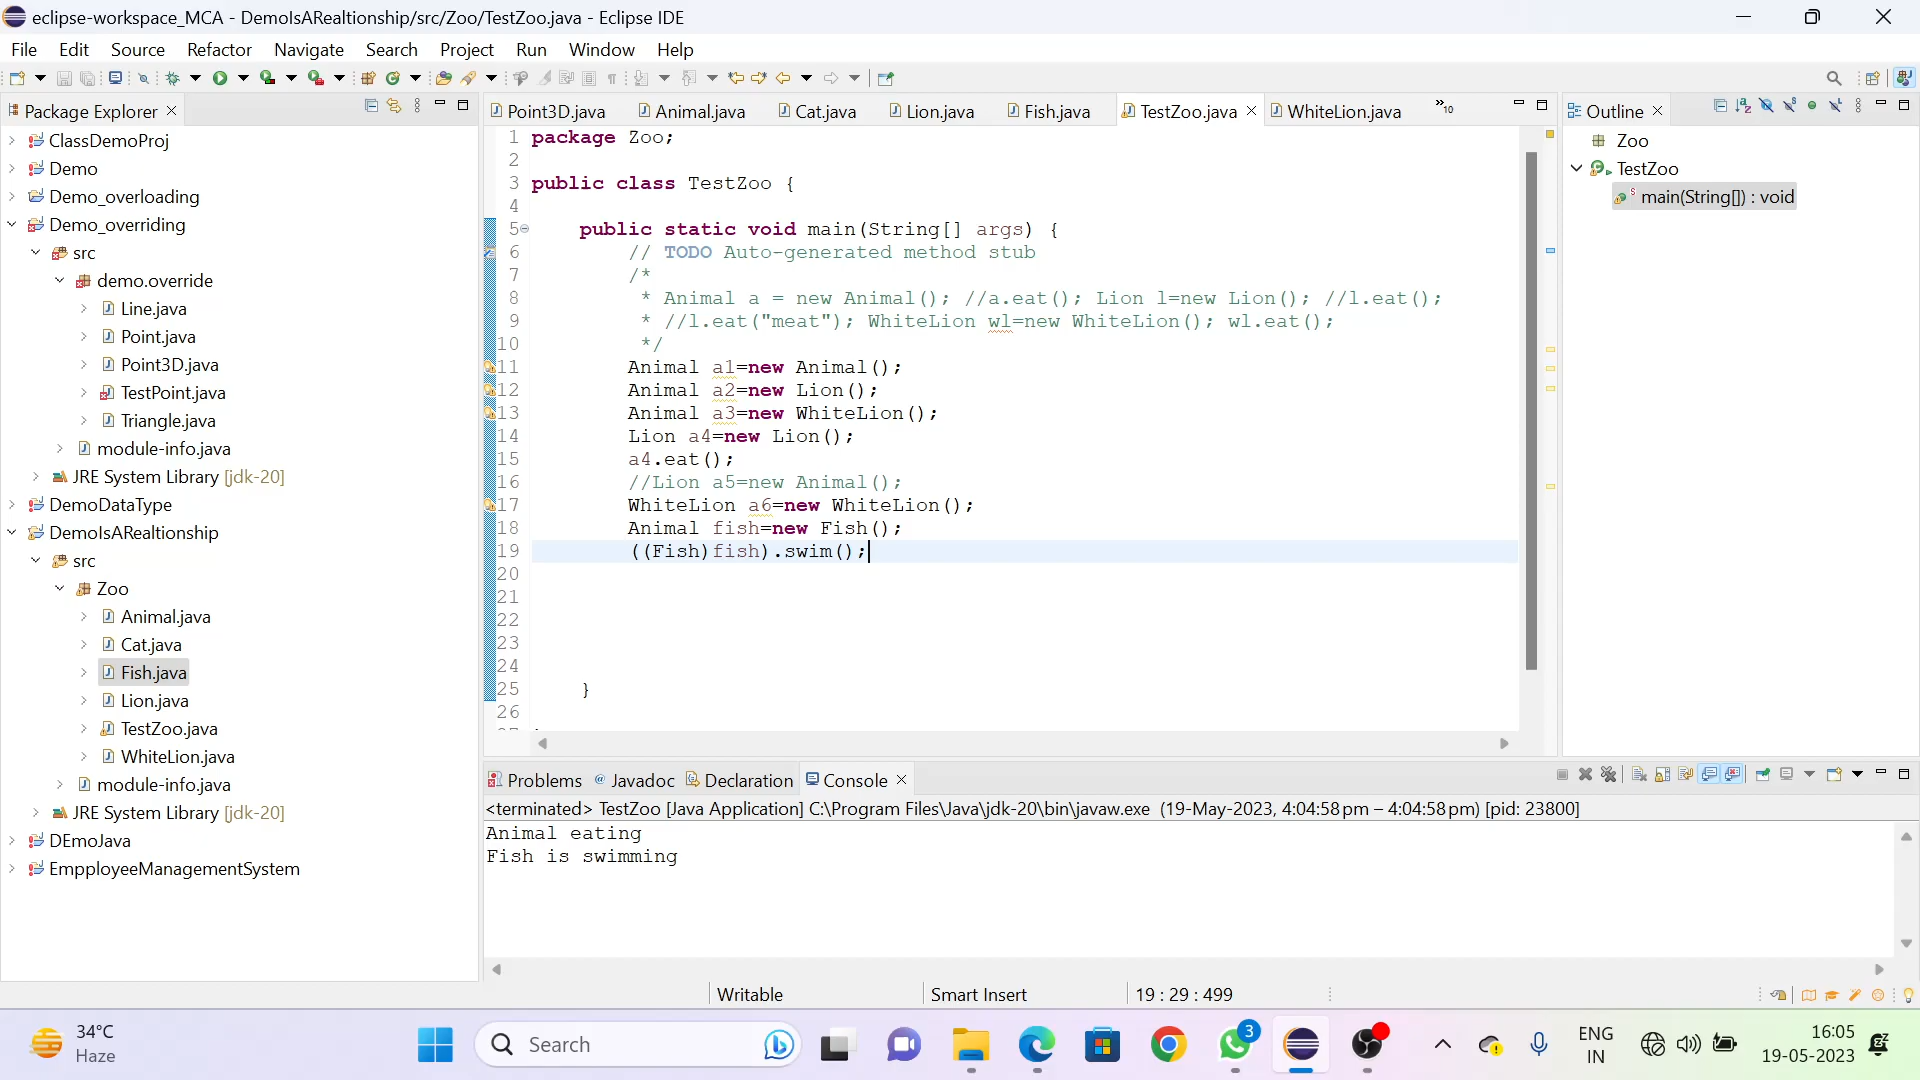 eclipse-workspace_MCA - DemoIsARealtionship/src/Zoo/TestZoo.java - Eclipse IDE
File Edit Source Refactor Navigate Search Project Run Window Help
Package Explorer
ClassDemoProj
Demo
Demo_overloading
Demo_overriding
src
demo.override
Line.java
Point.java
Point3D.java
TestPoint.java
Triangle.java
module-info.java
JRE System Library [jdk-20]
DemoDataType
DemoIsARealtionship
src
Zoo
Animal.java
Cat.java
Fish.java
Lion.java
TestZoo.java
WhiteLion.java
module-info.java
JRE System Library [jdk-20]
DEmoJava
EmpployeeManagementSystem
Point3D.java Animal.java Cat.java Lion.java Fish.java TestZoo.java WhiteLion.java »10
1 package Zoo;
2
3 public class TestZoo {
4
5 public static void main(String[] args) {
6 // TODO Auto-generated method stub
7 /*
8 * Animal a = new Animal(); //a.eat(); Lion l=new Lion(); //l.eat();
9 * //l.eat("meat"); WhiteLion wl=new WhiteLion(); wl.eat();
10 */
11 Animal a1=new Animal();
12 Animal a2=new Lion();
13 Animal a3=new WhiteLion();
14 Lion a4=new Lion();
15 a4.eat();
16 //Lion a5=new Animal();
17 WhiteLion a6=new WhiteLion();
18 Animal fish=new Fish();
19 ((Fish)fish).swim();
20
21
22
23
24
25 }
26
Outline
Zoo
TestZoo
main(String[]) : void
Problems Javadoc Declaration Console
<terminated> TestZoo [Java Application] C:\Program Files\Java\jdk-20\bin\javaw.exe (19-May-2023, 4:04:58 pm – 4:04:58 pm) [pid: 23800]
Animal eating
Fish is swimming
Writable Smart Insert 19 : 29 : 499
34°C
Haze
Search
3
ENG
IN
16:05
19-05-2023